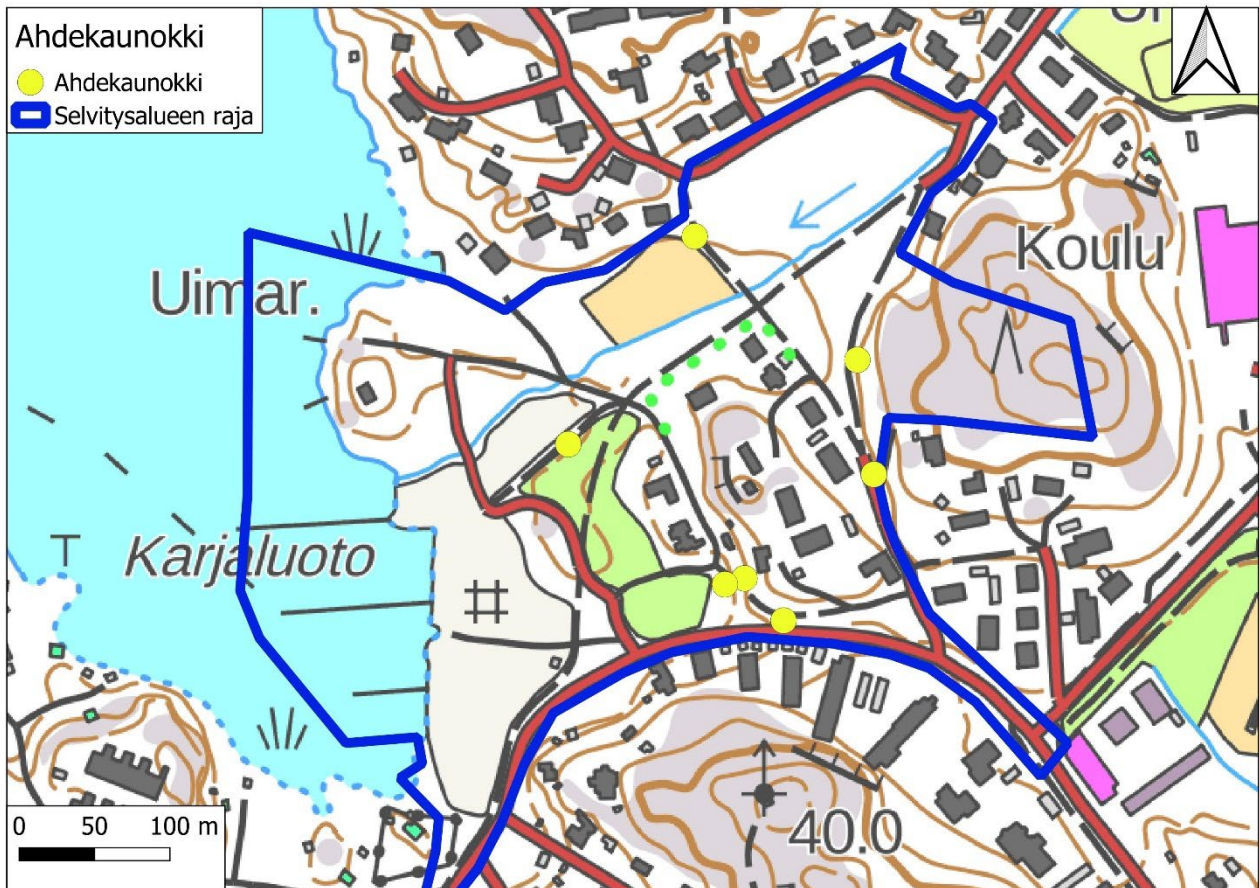 Ahdekaunokki
Ahdekaunokki
Selvitysalueen raja
Koulu
Uimar.
Karjaluoto
40.0
0 50 100 m